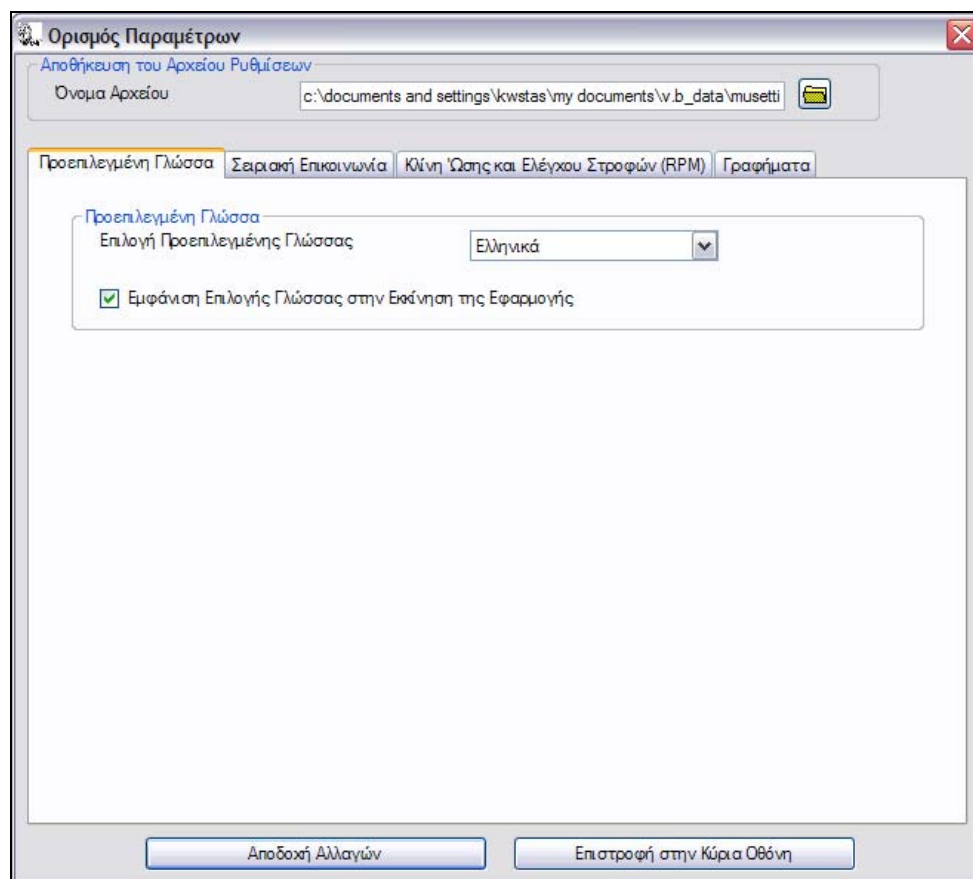 Ορισμός Παραμέτρων
Αποθήκευση του Αρχείου Ρυθμίσεων
Όνομα Αρχείου c:\documents and settings\kwstas\my documents\v.b_data\musetti
Προεπιλεγμένη Γλώσσα Σειριακή Επικοινωνία Κλίνη Ώσης και Ελέγχου Στροφών (RPM) Γραφήματα
Προεπιλεγμένη Γλώσσα
Επιλογή Προεπιλεγμένης Γλώσσας Ελληνικά
Εμφάνιση Επιλογής Γλώσσας στην Εκκίνηση της Εφαρμογής
Αποδοχή Αλλαγών Επιστροφή στην Κύρια Οθόνη